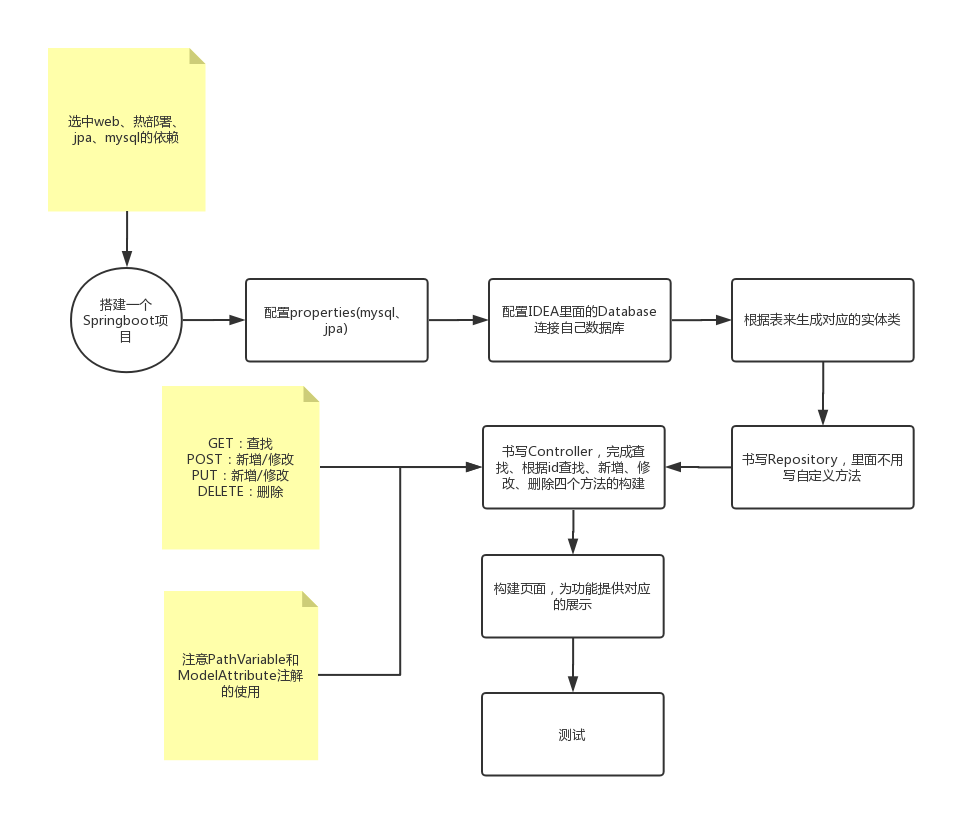 选中web、热部署、
jpa、mysql的依赖
搭建一个
Springboot项
目
配置properties(mysql、
jpa)
配置IDEA里面的Database
连接自己数据库
根据表来生成对应的实体类
GET：查找
POST：新增/修改
PUT：新增/修改
DELETE：删除
书写Controller，完成查
找、根据id查找、新增、修
改、删除四个方法的构建
书写Repository，里面不用
写自定义方法
构建页面，为功能提供对应
的展示
注意PathVariable和
ModelAttribute注解
的使用
测试